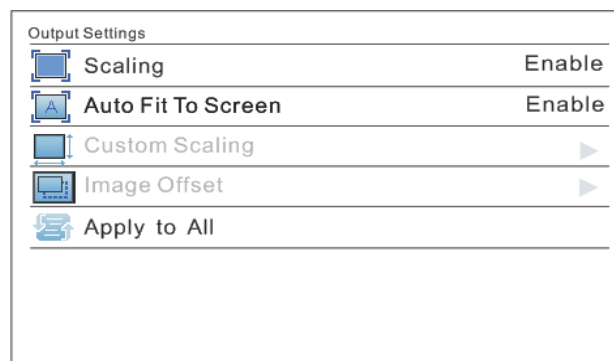 Output Settings
Scaling Enable
A Auto Fit To Screen Enable
Custom Scaling
Image Offset
Apply to All